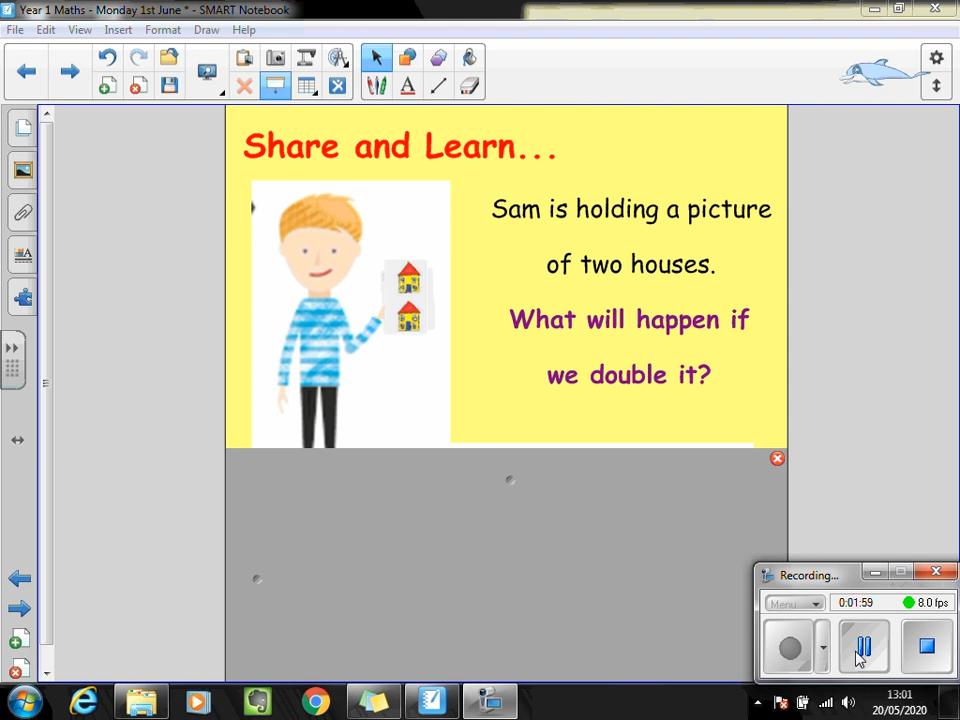 Year 1 Maths - Monday 1st June * - SMART Notebook
File Edit View Insert Format Draw Help
Share and Learn...
Sam is holding a picture
of two houses.
What will happen if
we double it?
Recording...
Menu 0:01:59 8.0 fps
13:01
20/05/2020